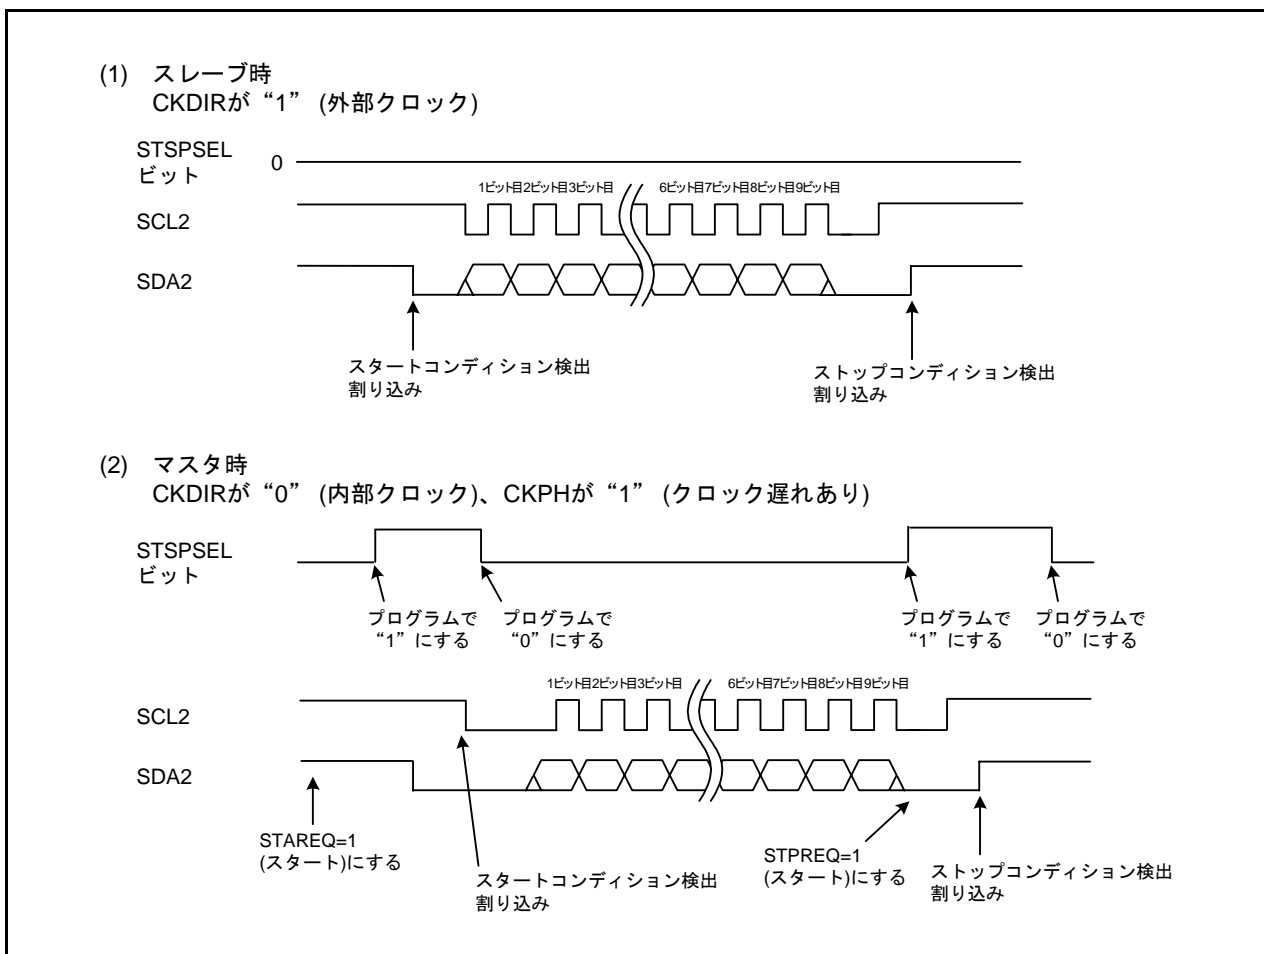 (1) スレーブ時
CKDIRが“1” (外部クロック)
STSPSEL
ビット
0
1ビット目2ビット目3ビット目
6ビット目7ビット目8ビット目9ビット目
SCL2
SDA2
スタートコンディション検出
割り込み
ストップコンディション検出
割り込み
(2) マスタ時
CKDIRが“0” (内部クロック)、CKPHが“1” (クロック遅れあり)
STSPSEL
ビット
プログラムで
“1”にする
プログラムで
“0”にする
プログラムで
“1”にする
プログラムで
“0”にする
1ビット目2ビット目3ビット目
6ビット目7ビット目8ビット目9ビット目
SCL2
SDA2
STAREQ=1
(スタート)にする
スタートコンディション検出
割り込み
STPREQ=1
(スタート)にする
ストップコンディション検出
割り込み